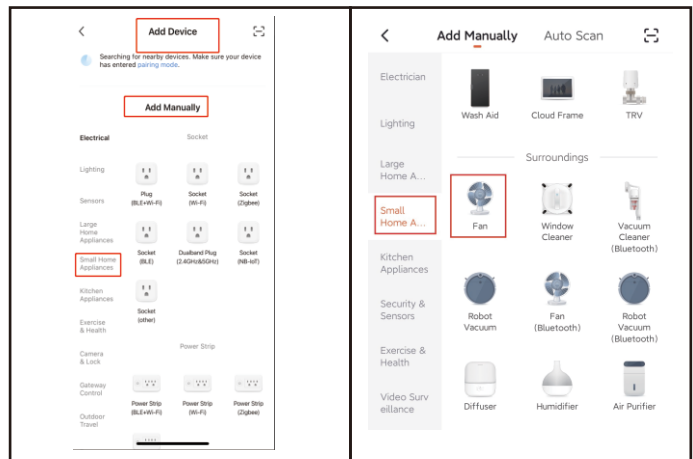 Add Device
Searching for nearby devices. Make sure your device
has entered pairing mode.
Add Manually
Electrical
Socket
Lighting
Sensors
Large
Home
Appliances
Small Home
Appliances
Kitchen
Appliances
Exercise
& Health
Camera
& Lock
Gateway
Control
Outdoor
Travel
Plug
(BLE+Wi-Fi)
Socket
(Wi-Fi)
Socket
(Zigbee)
Socket
(BLE)
Dualband Plug
(2.4GHz&5GHz)
Socket
(NB-IoT)
Socket
(other)
Power Strip
Power Strip
(BLE+Wi-Fi)
Power Strip
(Wi-Fi)
Power Strip
(Zigbee)
Add Manually
Auto Scan
Electrician
Lighting
Large
Home A...
Small
Home A...
Kitchen
Appliances
Security &
Sensors
Exercise &
Health
Video Surv
eillance
Wash Aid
Cloud Frame
TRV
Surroundings
Fan
Window
Cleaner
Vacuum
Cleaner
(Bluetooth)
Robot
Vacuum
Fan
(Bluetooth)
Robot
Vacuum
(Bluetooth)
Diffuser
Humidifier
Air Purifier